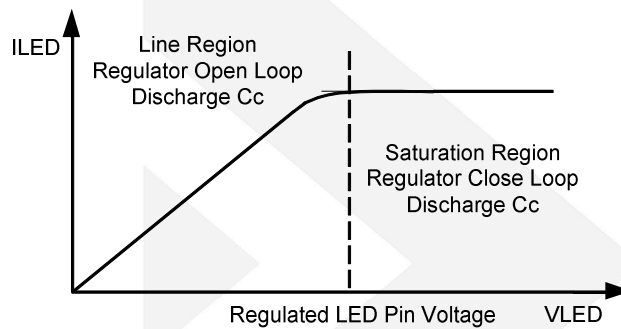 ILED
Line Region
Regulator Open Loop
Discharge Cc
Saturation Region
Regulator Close Loop
Discharge Cc
Regulated LED Pin Voltage
VLED